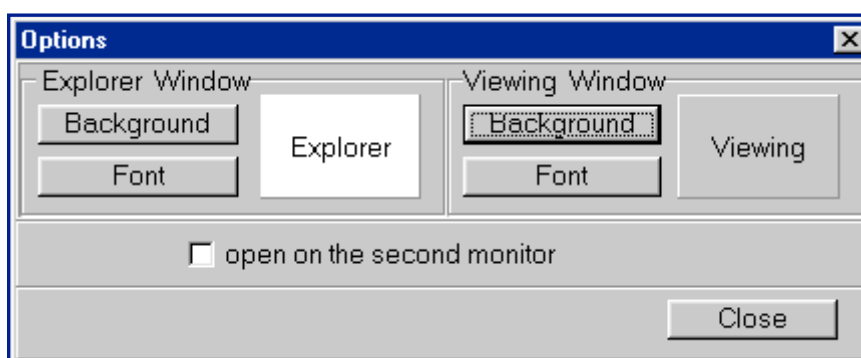 Options
Explorer Window
Background
Font
Explorer
Viewing Window
Background
Font
Viewing
open on the second monitor
Close